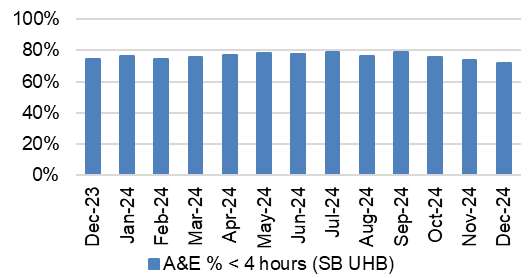 100%
80%
60%
40%
20%
0%
Dec-23
Jan-24
Feb-24
Mar-24
Apr-24
May-24
Jun-24
Jul-24
Aug-24
Sep-24
Oct-24
Nov-24
Dec-24
A&E % < 4 hours (SB UHB)